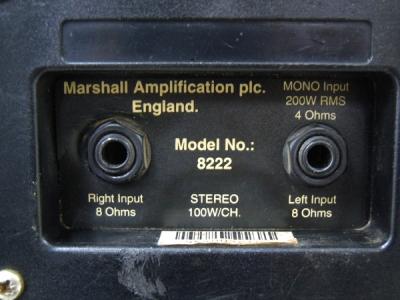 Marshall Amplification plc.
England.
MONO Input
200W RMS
4 Ohms
Model No.:
8222
Right Input
8 Ohms
STEREO
100W/CH.
Left Input
8 Ohms